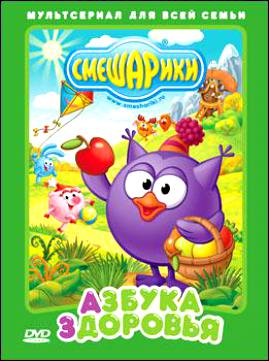 МУЛЬТСЕРИАЛ ДЛЯ ВСЕЙ СЕМЬИ
СМЕШАРИКИ
www.smeshariki.ru
АЗБУКА
ЗДОРОВЬЯ
DVD